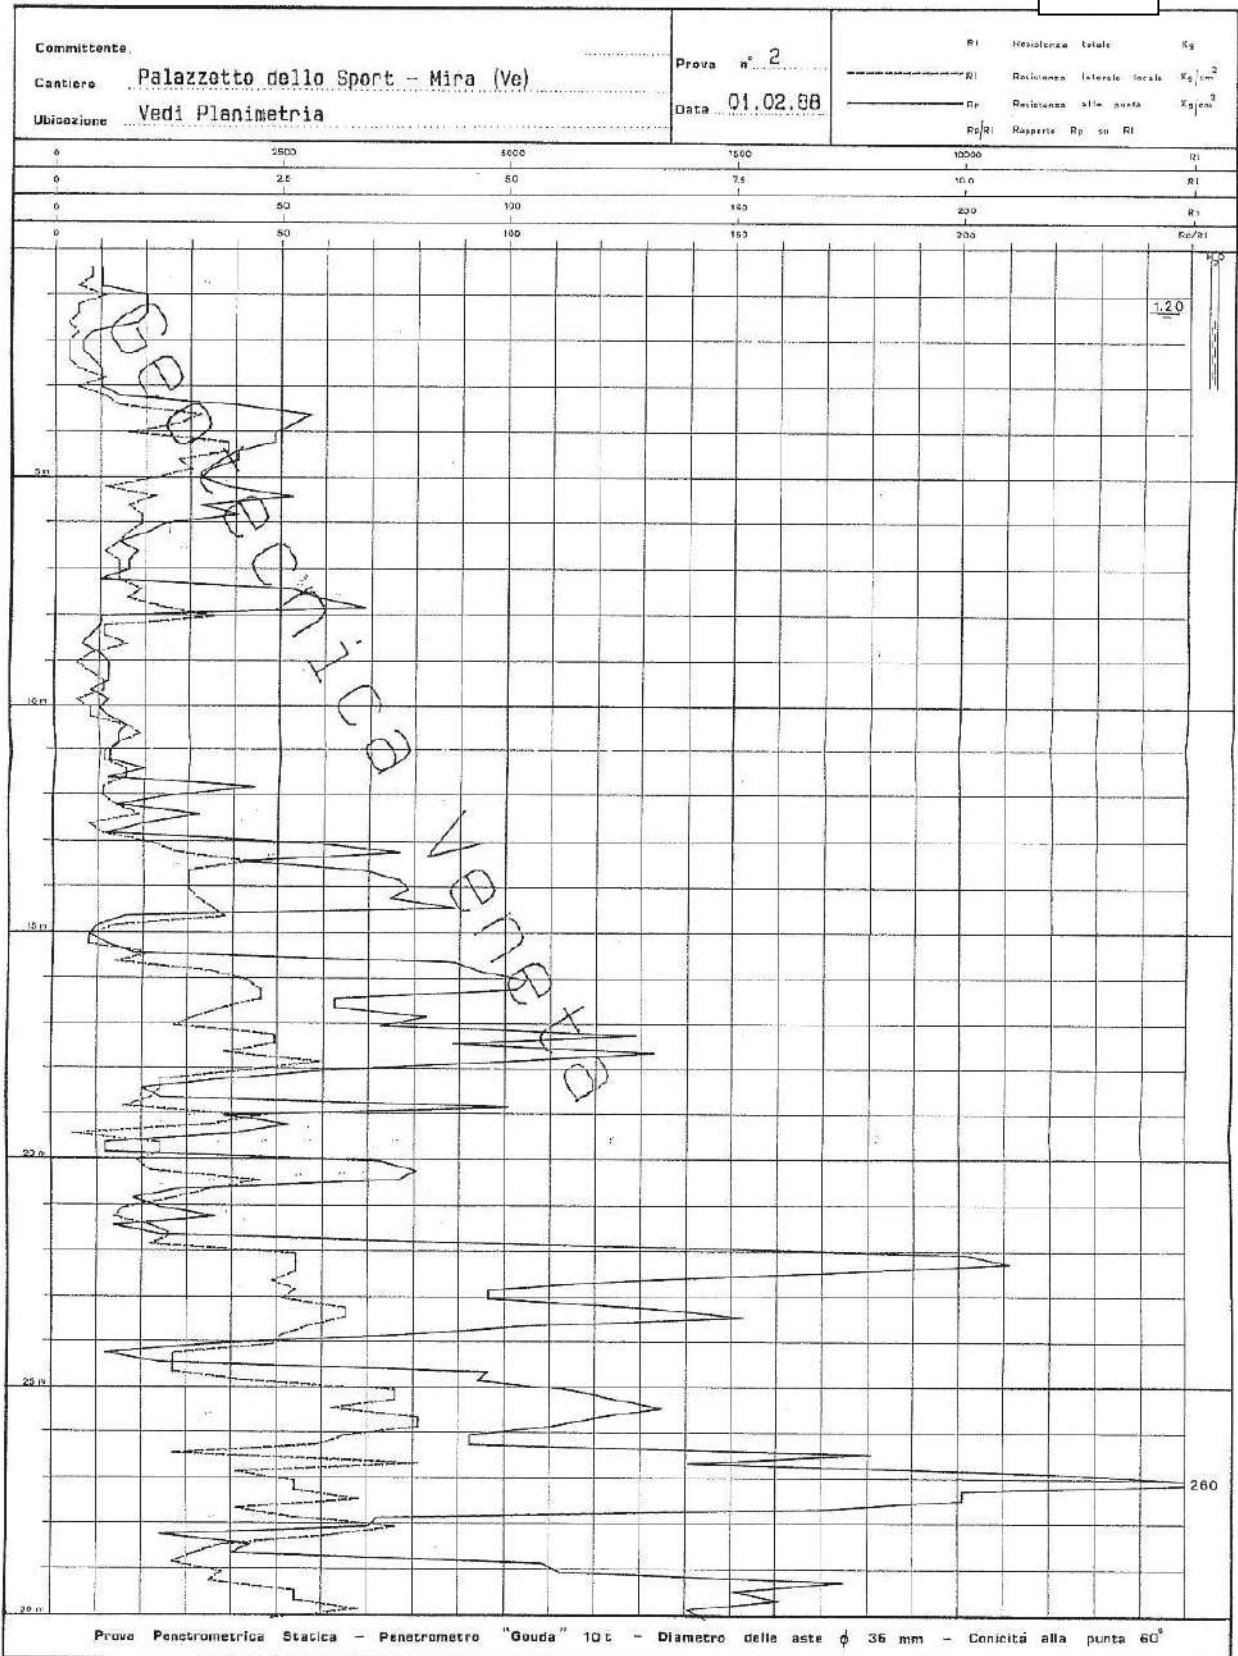 Committente
Cantiere Palazzetto dello Sport - Mira (Ve)
Ubicazione Vedi Planimetria
Prova n° 2
Data 01.02.88
Rt Resistenza totale Kg
Rl Resistenza laterale locale Kg/cm²
Rp Resistenza alla punta Kg/cm²
Rp/Rl Rapporto Rp su Rl
0 2500 5000 7500 10000 Rt
0 2.5 5.0 7.5 10.0 Rl
0 50 100 150 200
0 50 100 150 200 Rp/Rl
H₂O
1.20
5 m
10 m
15 m
20 m
25 m
260
30 m
Geotecnica Veneta
Prova Penetrometrica Statica - Penetrometro "Gouda" 10 t - Diametro delle aste ϕ 36 mm - Conicità alla punta 60°